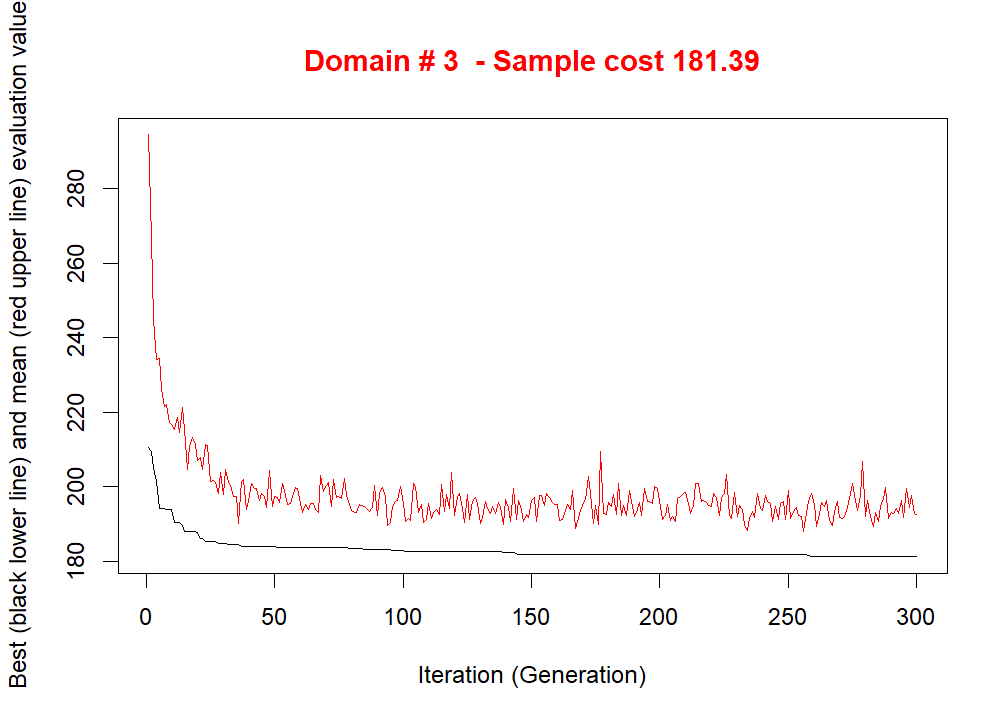 Domain # 3  - Sample cost 181.39
Best (black lower line) and mean (red upper line) evaluation value
280
260
240
220
200
180
0 50 100 150 200 250 300
Iteration (Generation)